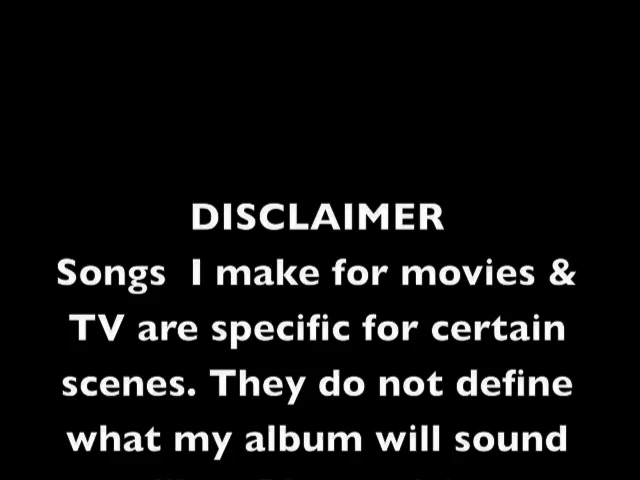 DISCLAIMER
Songs  I make for movies &
TV are specific for certain
scenes. They do not define
what my album will sound